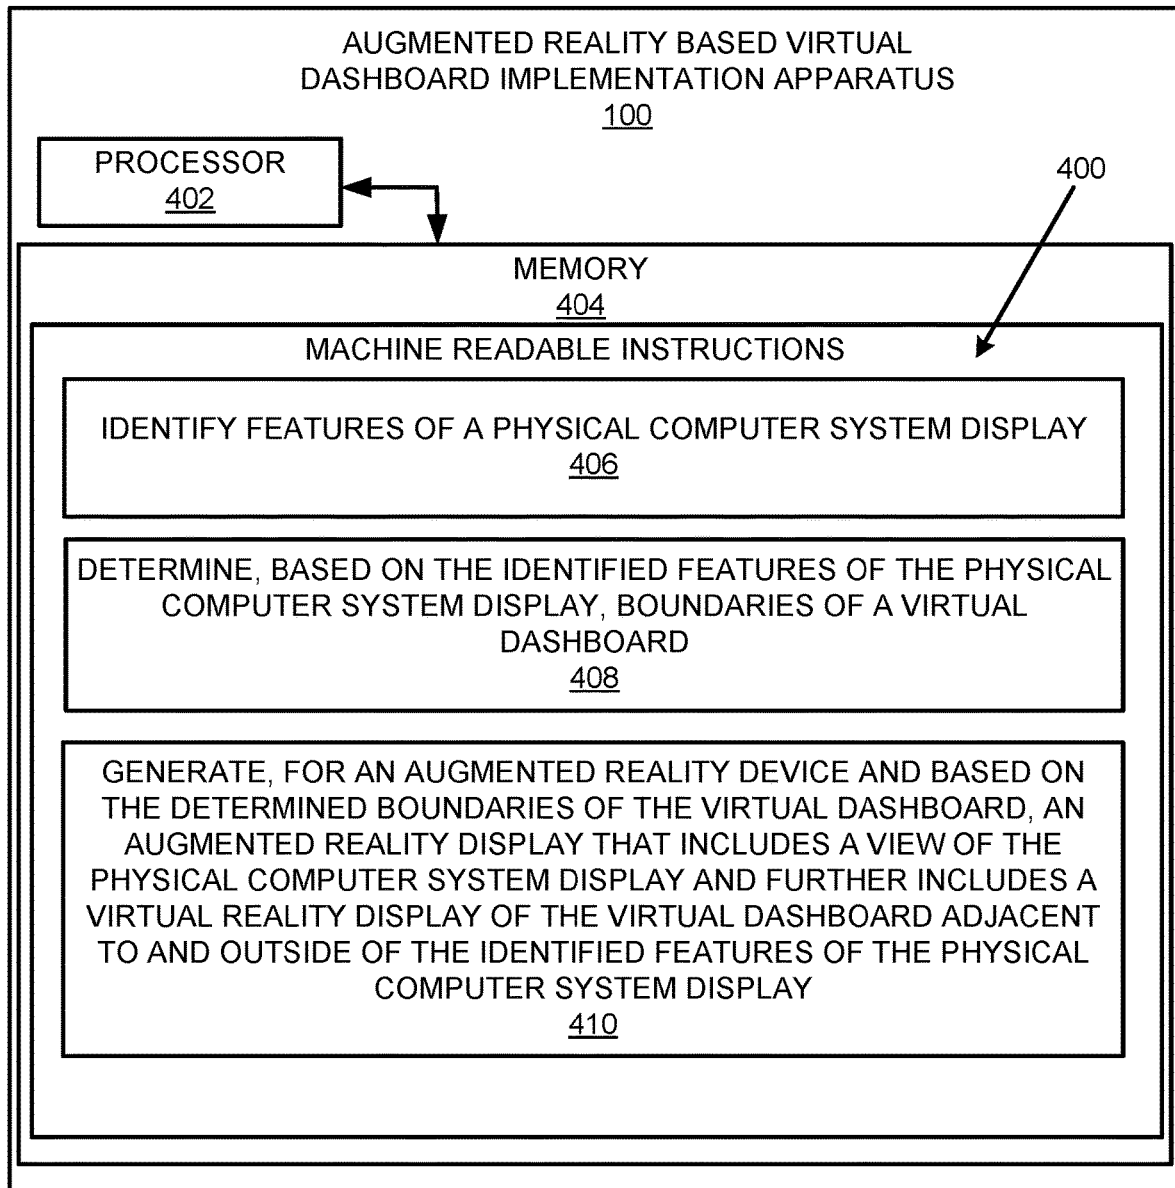 AUGMENTED REALITY BASED VIRTUAL
DASHBOARD IMPLEMENTATION APPARATUS
100
PROCESSOR
402
400
MEMORY
404
MACHINE READABLE INSTRUCTIONS
IDENTIFY FEATURES OF A PHYSICAL COMPUTER SYSTEM DISPLAY
406
DETERMINE, BASED ON THE IDENTIFIED FEATURES OF THE PHYSICAL
COMPUTER SYSTEM DISPLAY, BOUNDARIES OF A VIRTUAL
DASHBOARD
408
GENERATE, FOR AN AUGMENTED REALITY DEVICE AND BASED ON
THE DETERMINED BOUNDARIES OF THE VIRTUAL DASHBOARD, AN
AUGMENTED REALITY DISPLAY THAT INCLUDES A VIEW OF THE
PHYSICAL COMPUTER SYSTEM DISPLAY AND FURTHER INCLUDES A
VIRTUAL REALITY DISPLAY OF THE VIRTUAL DASHBOARD ADJACENT
TO AND OUTSIDE OF THE IDENTIFIED FEATURES OF THE PHYSICAL
COMPUTER SYSTEM DISPLAY
410